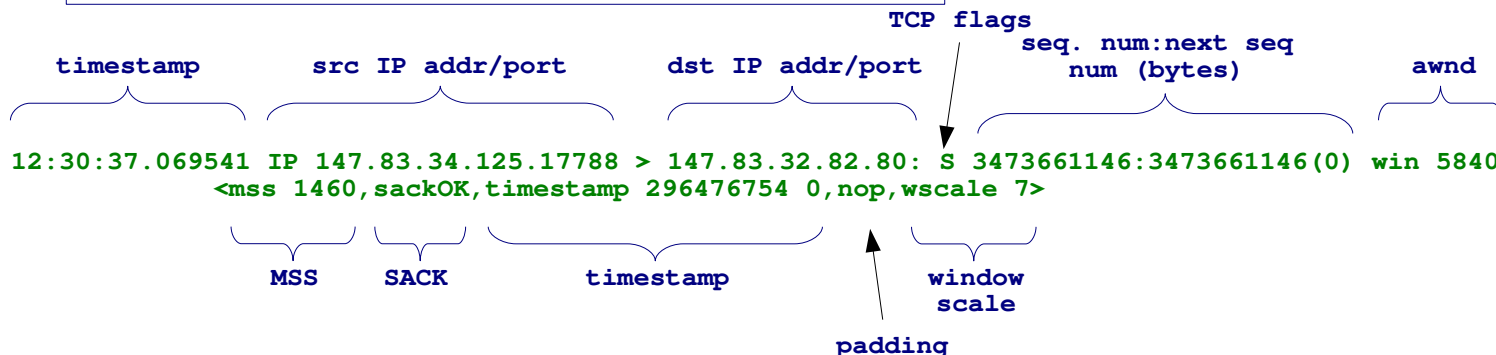 TCP flags
timestamp src IP addr/port dst IP addr/port seq. num:next seq num (bytes) awnd
12:30:37.069541 IP 147.83.34.125.17788 > 147.83.32.82.80: S 3473661146:3473661146(0) win 5840
<mss 1460,sackOK,timestamp 296476754 0,nop,wscale 7>
MSS SACK timestamp window scale
padding